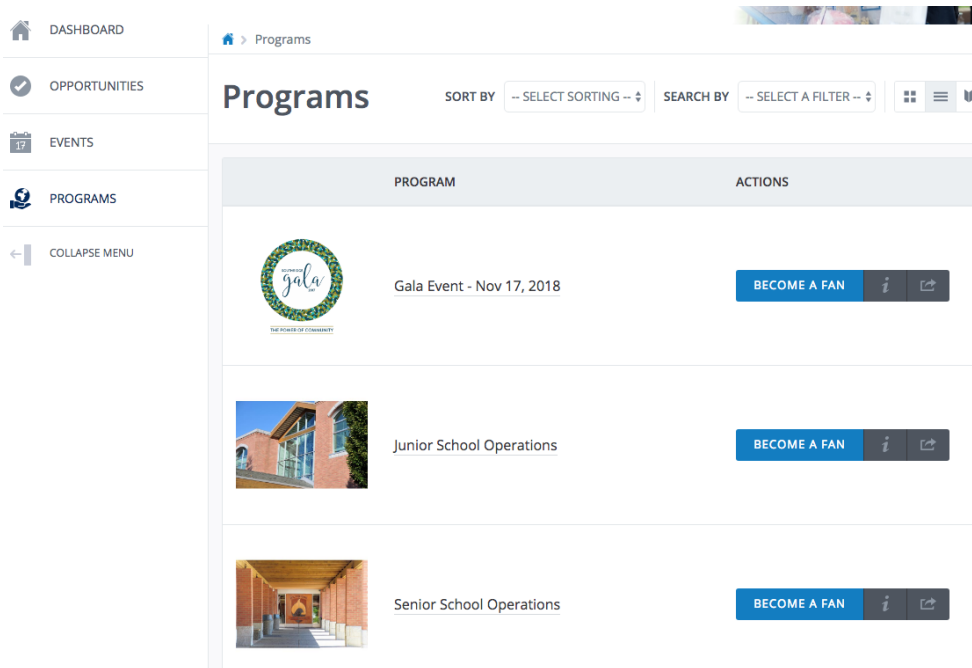 DASHBOARD
OPPORTUNITIES
17
EVENTS
PROGRAMS
COLLAPSE MENU
> Programs
Programs
SORT BY
-- SELECT SORTING --
SEARCH BY
-- SELECT A FILTER --
PROGRAM
ACTIONS
gala
THE POWER OF COMMUNITY
Gala Event - Nov 17, 2018
BECOME A FAN
i
Junior School Operations
BECOME A FAN
i
Senior School Operations
BECOME A FAN
i